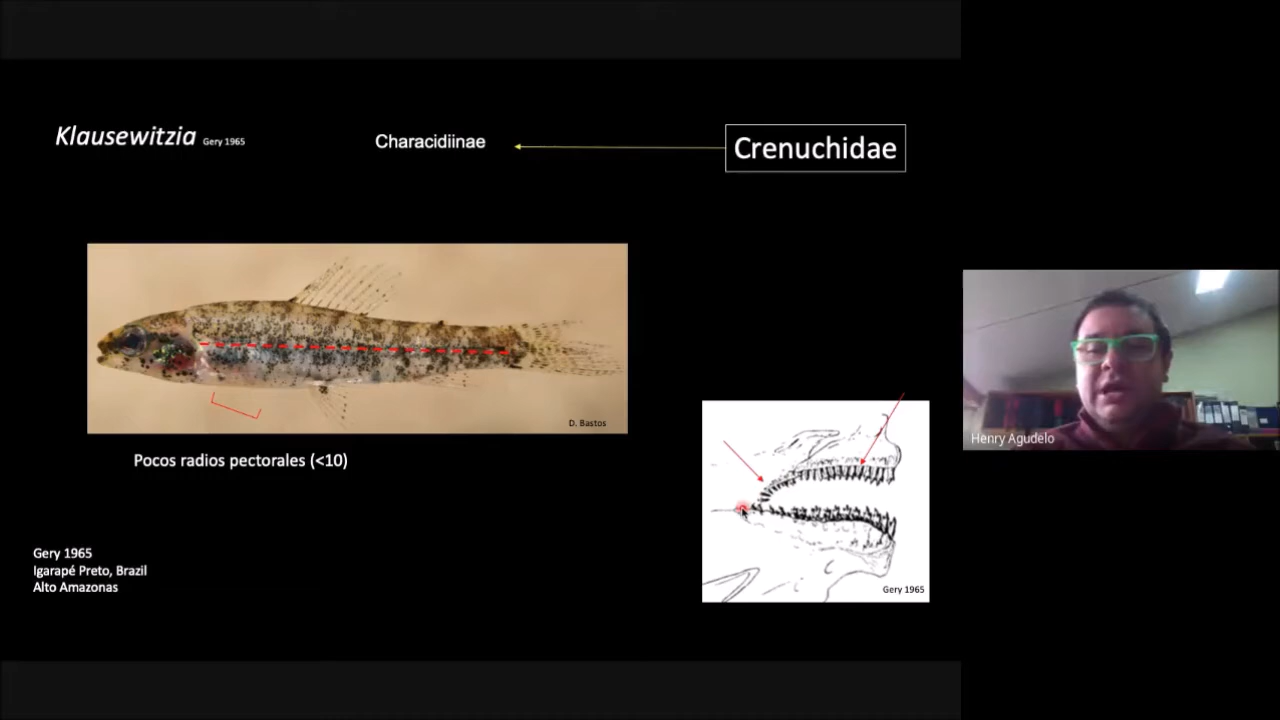 Klausewitzia Gery 1965
Characidiinae
Crenuchidae
D. Bastos
Pocos radios pectorales (<10)
Henry Agudelo
Gery 1965
Igarapé Preto, Brazil
Alto Amazonas
Gery 1965